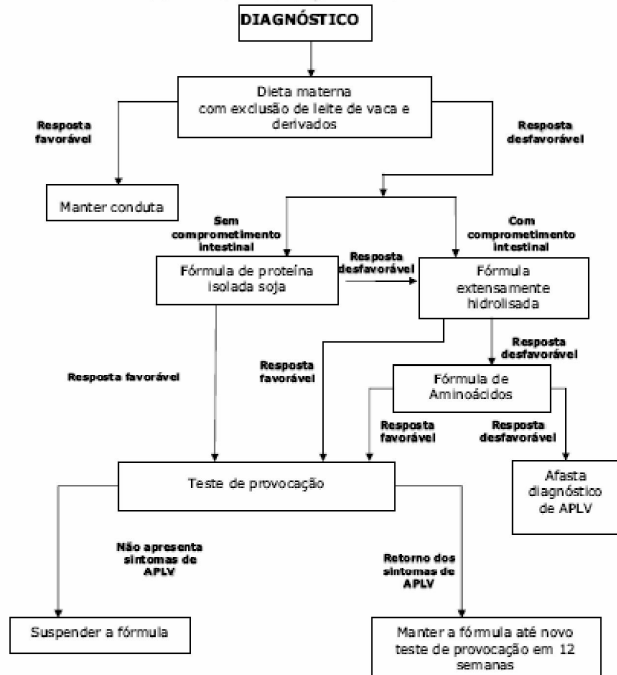 DIAGNÓSTICO
Dieta materna
com exclusão de leite de vaca e
derivados
Resposta
favorável
Resposta
desfavorável
Manter conduta
Sem
comprometimento
intestinal
Com
comprometimento
intestinal
Fórmula de proteína
isolada soja
Resposta
desfavorável
Fórmula
extensamente
hidrolisada
Resposta favorável
Resposta
favorável
Resposta
desfavorável
Fórmula de
Aminoácidos
Resposta
favorável
Resposta
desfavorável
Teste de provocação
Afasta
diagnóstico
de APLV
Não apresenta
sintomas de
APLV
Retorno dos
sintomas de
APLV
Suspender a fórmula
Manter a fórmula até novo
teste de provocação em 12
semanas